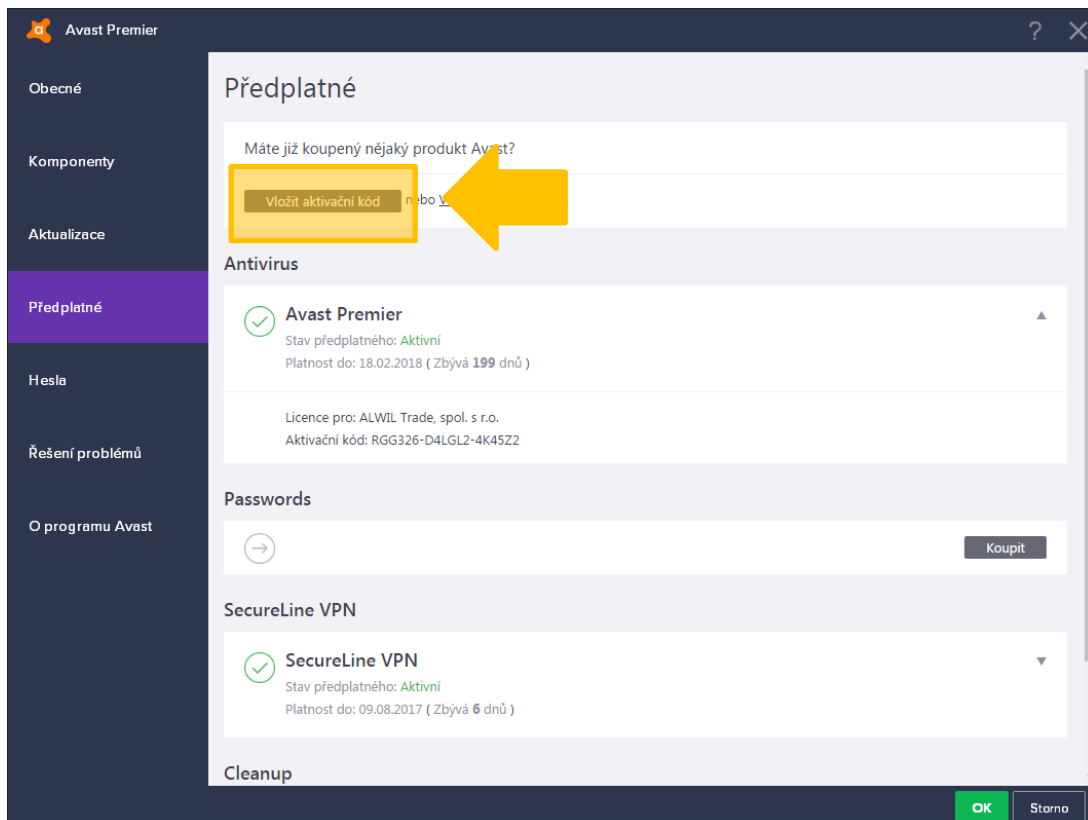 Avast Premier
?
Obecné
Komponenty
Aktualizace
Předplatné
Hesla
Řešení problémů
O programu Avast
Předplatné
Máte již koupený nějaký produkt Avast?
Vložit aktivační kód nebo
Antivirus
Avast Premier
Stav předplatného: Aktivní
Platnost do: 18.02.2018 ( Zbývá 199 dnů )
Licence pro: ALWIL Trade, spol. s r.o.
Aktivační kód: RGG326-D4LGL2-4K45Z2
Passwords
Koupit
SecureLine VPN
SecureLine VPN
Stav předplatného: Aktivní
Platnost do: 09.08.2017 ( Zbývá 6 dnů )
Cleanup
OK
Storno